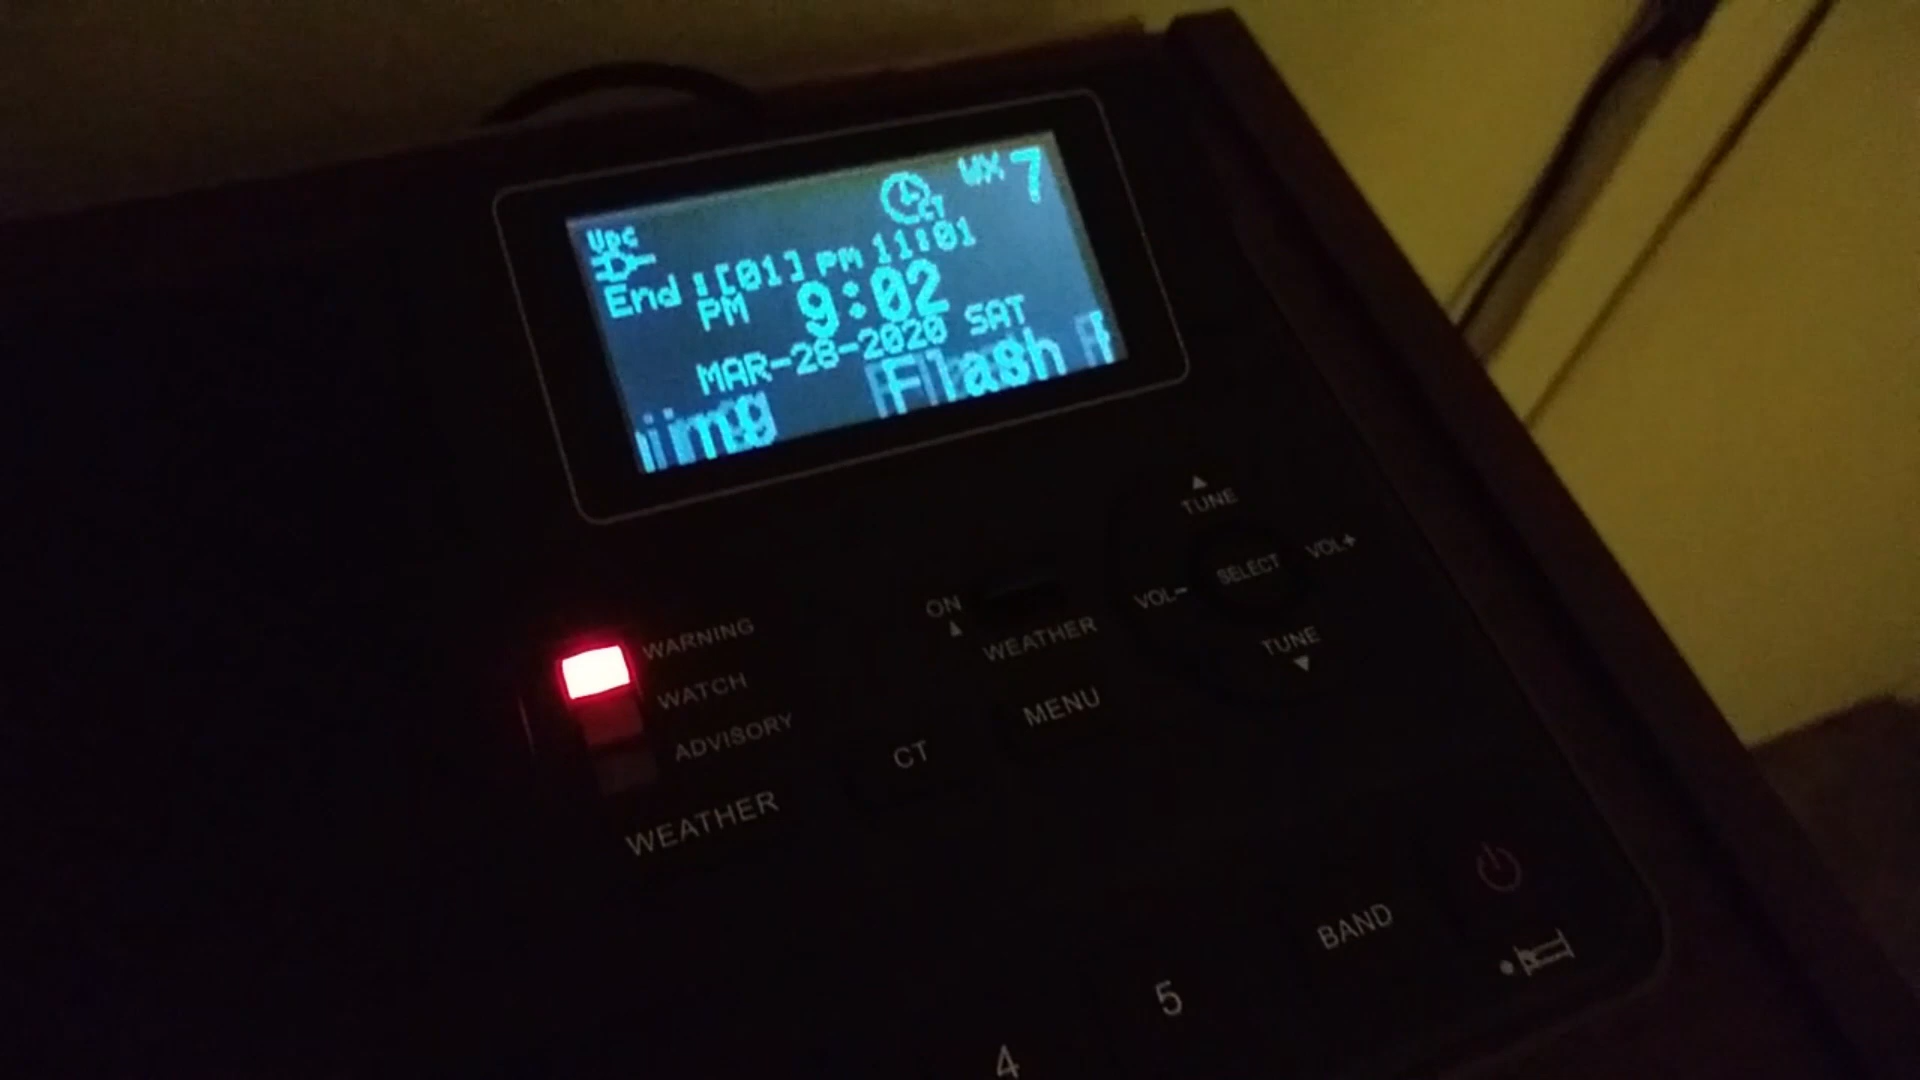 WX 7
CT
End :[01] PM 11:01
PM 9:02
MAR-28-2020 SAT
Flash
TUNE
VOL-
SELECT
VOL+
TUNE
ON
WEATHER
MENU
CT
WARNING
WATCH
ADVISORY
WEATHER
BAND
5
4